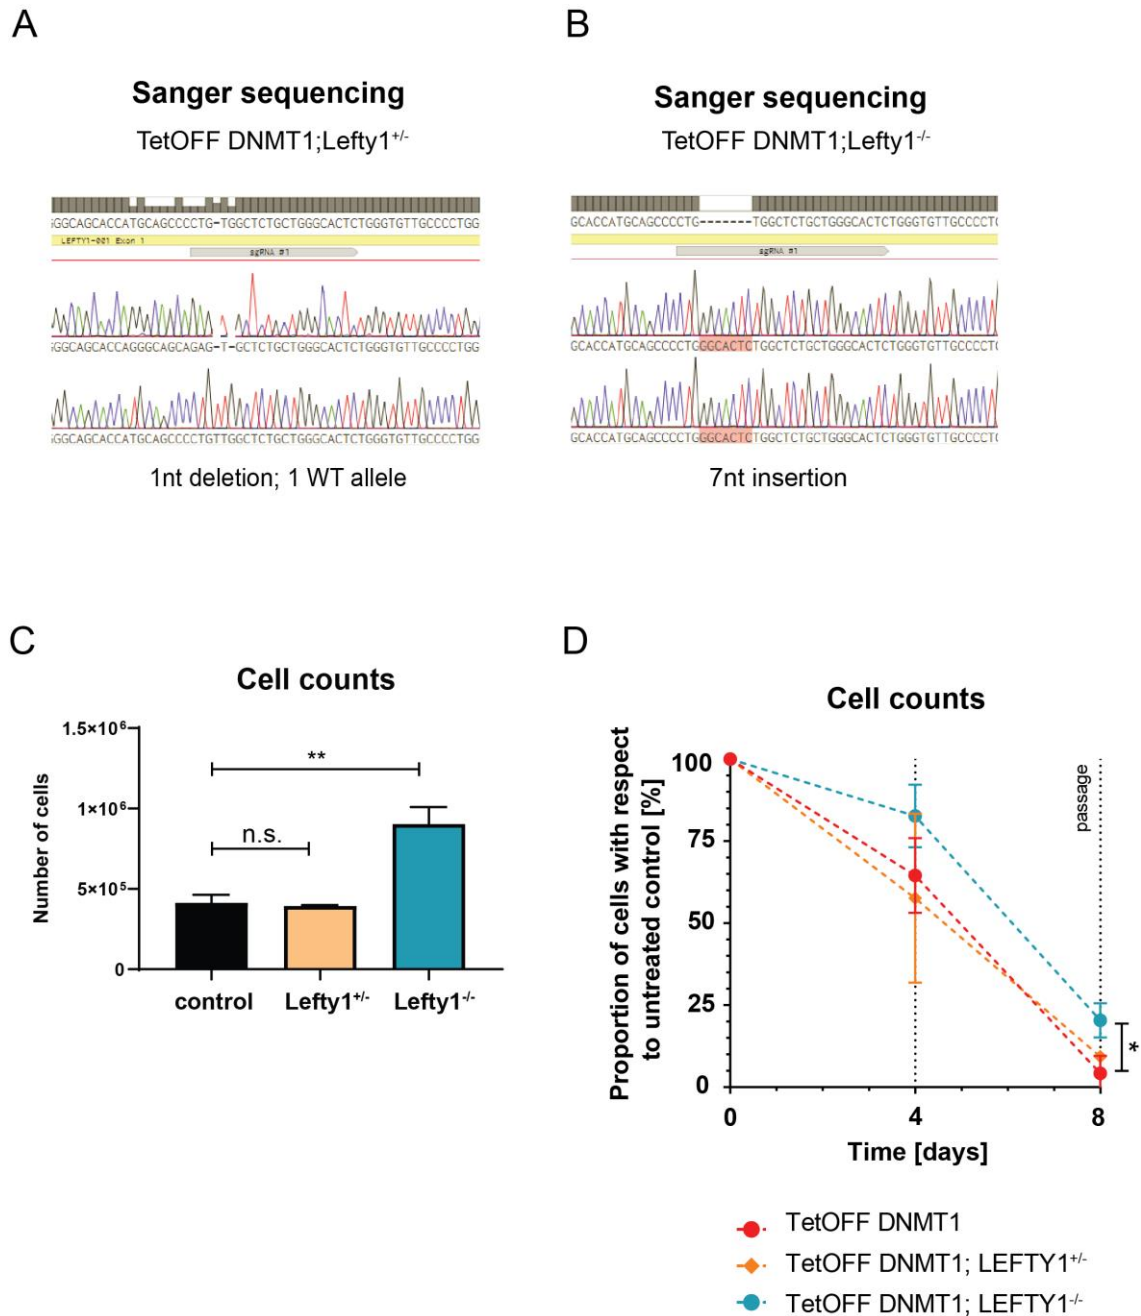 A
Sanger sequencing
TetOFF DNMT1;Lefty1+/-
GGCAGCACCATGCAGCCCCTG-TGGCTCTGCTGGGCACTCTGGGTGTTGCCCCTGG
LEFTY1-001 Exon 1
sgRNA #1
GGCAGCACCAGGGCAGCAGAG-T-GCTCTGCTGGGCACTCTGGGTGTTGCCCCTGG
GGCAGCACCATGCAGCCCCTGTTGGCTCTGCTGGGCACTCTGGGTGTTGCCCCTGG
1nt deletion; 1 WT allele
B
Sanger sequencing
TetOFF DNMT1;Lefty1-/-
GCACCATGCAGCCCCTG-------TGGCTCTGCTGGGCACTCTGGGTGTTGCCCCT
sgRNA #1
GCACCATGCAGCCCCTGGGCACTCTGGCTCTGCTGGGCACTCTGGGTGTTGCCCCT
GCACCATGCAGCCCCTGGGCACTCTGGCTCTGCTGGGCACTCTGGGTGTTGCCCCT
7nt insertion
C
Cell counts
Number of cells
1.5×10⁶
1×10⁶
5×10⁵
0
**
n.s.
control
Lefty1+/-
Lefty1-/-
D
Cell counts
Proportion of cells with respect
to untreated control [%]
100
75
50
25
0
passage
*
0
4
8
Time [days]
TetOFF DNMT1
TetOFF DNMT1; LEFTY1+/-
TetOFF DNMT1; LEFTY1-/-